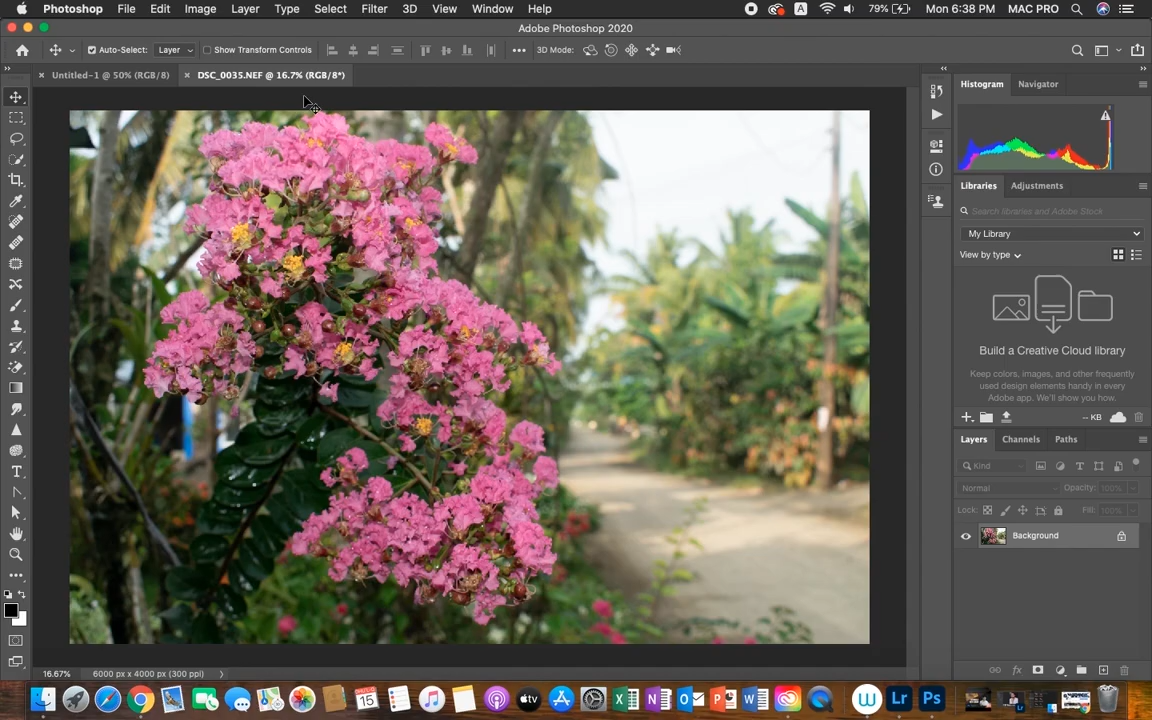 Photoshop File Edit Image Layer Type Select Filter 3D View Window Help A 79% Mon 6:38 PM MAC PRO
Adobe Photoshop 2020
Auto-Select: Layer Show Transform Controls 3D Mode:
Untitled-1 @ 50% (RGB/8) DSC_0035.NEF @ 16.7% (RGB/8*)
Histogram Navigator
Libraries Adjustments
Search libraries and Adobe Stock
My Library
View by type
Build a Creative Cloud library
Keep colors, images, and other frequently
used design elements handy in every
app. We'll show you how.
-- KB
Layers Channels Paths
Kind
Normal Opacity: 100%
Lock: Fill: 100%
Background
16.67% 6000 px x 4000 px (300 ppi)
15
tv
W
Lr
Ps